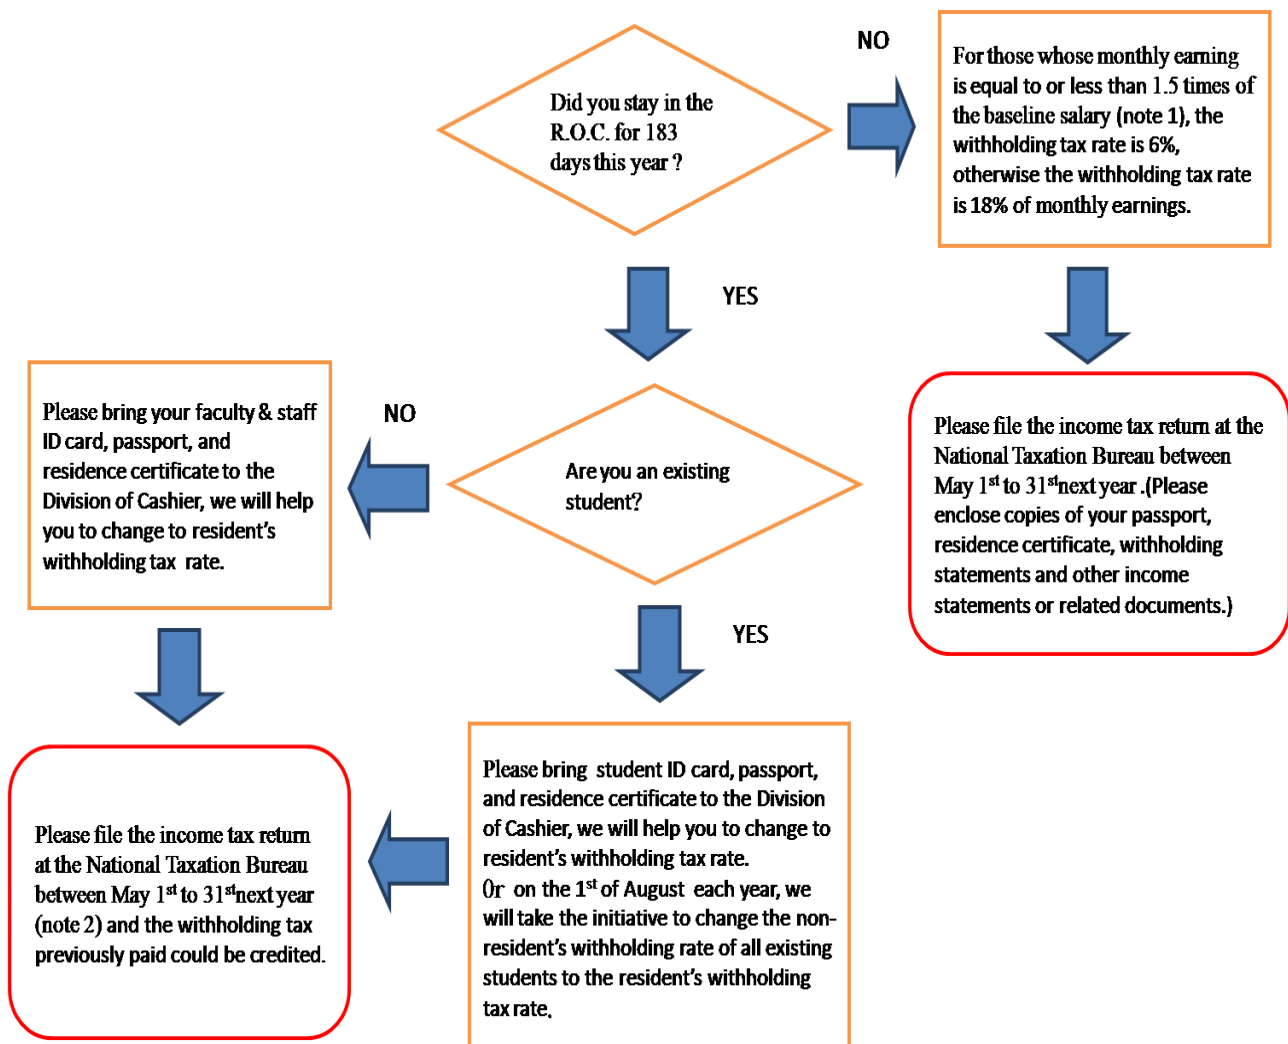 Did you stay in the
R.O.C. for 183
days this year ?
NO
For those whose monthly earning
is equal to or less than 1.5 times of
the baseline salary (note 1), the
withholding tax rate is 6%,
otherwise the withholding tax rate
is 18% of monthly earnings.
YES
Please file the income tax return at the
National Taxation Bureau between
May 1st to 31stnext year .(Please
enclose copies of your passport,
residence certificate, withholding
statements and other income
statements or related documents.)
Are you an existing
student?
NO
Please bring your faculty & staff
ID card, passport, and
residence certificate to the
Division of Cashier, we will help
you to change to resident's
withholding tax rate.
YES
Please bring student ID card, passport,
and residence certificate to the Division
of Cashier, we will help you to change to
resident's withholding tax rate.
Or on the 1st of August each year, we
will take the initiative to change the non-
resident's withholding rate of all existing
students to the resident's withholding
tax rate.
Please file the income tax return
at the National Taxation Bureau
between May 1st to 31stnext year
(note 2) and the withholding tax
previously paid could be credited.